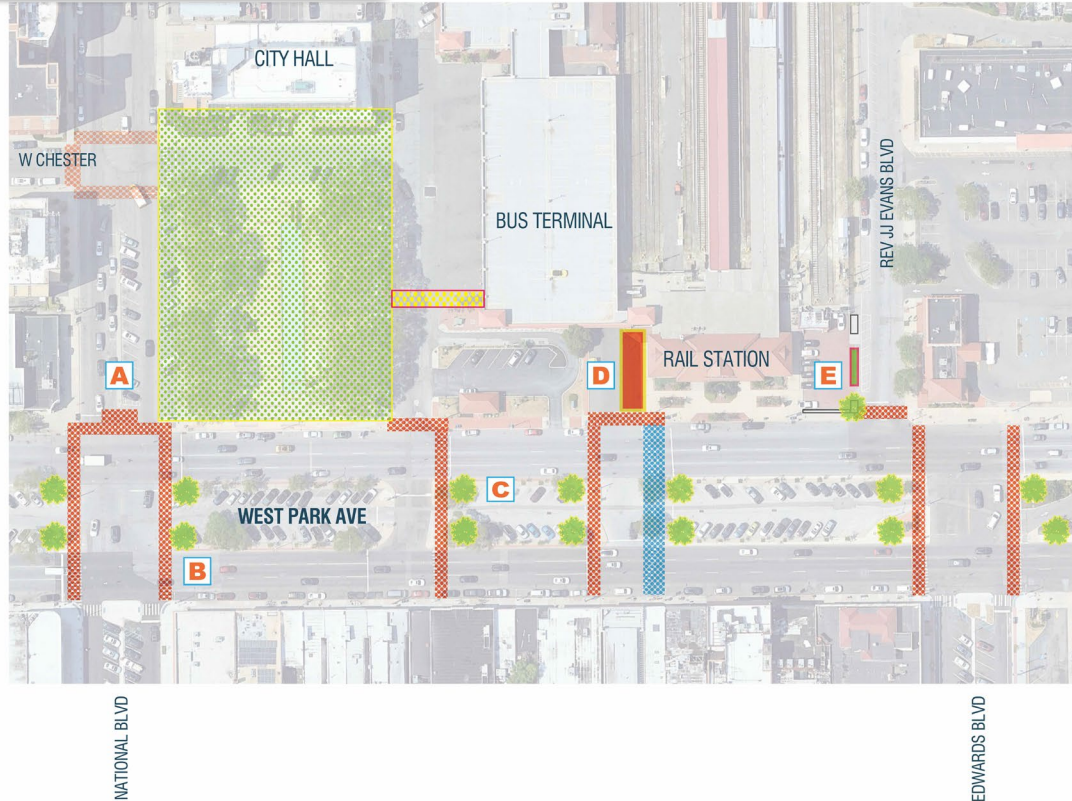 CITY HALL
W CHESTER
BUS TERMINAL
REV JJ EVANS BLVD
A
D
RAIL STATION
E
C
WEST PARK AVE
B
NATIONAL BLVD
EDWARDS BLVD